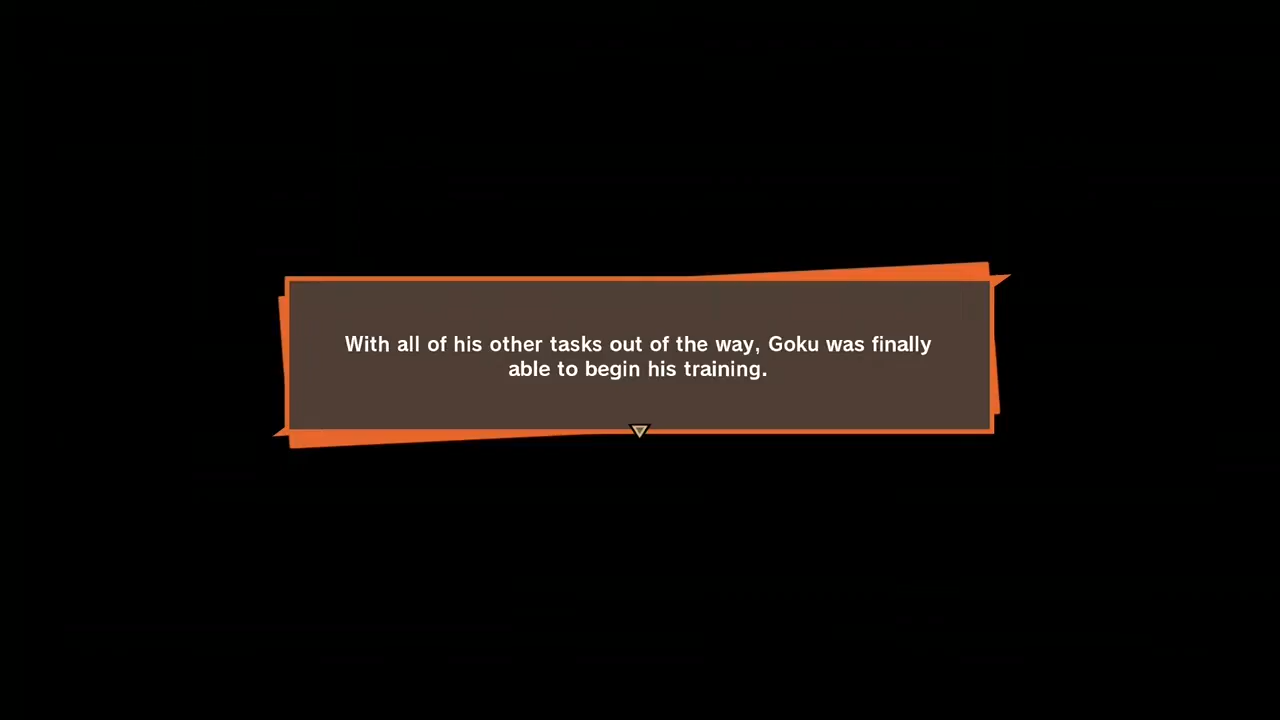 With all of his other tasks out of the way, Goku was finally
able to begin his training.